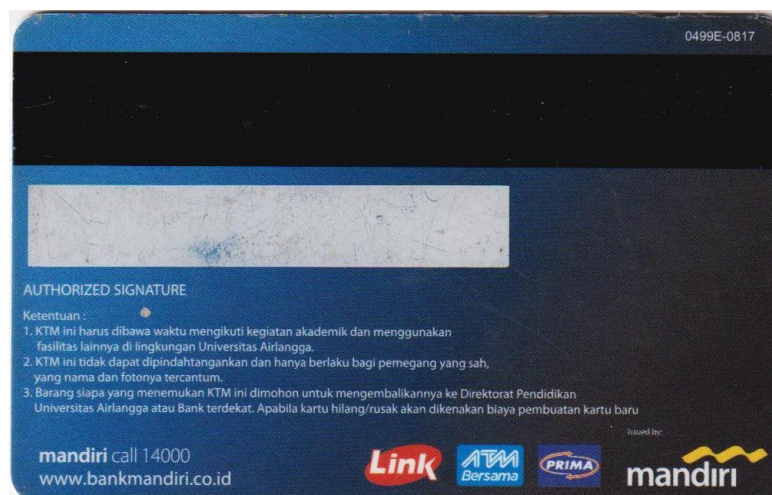 0499E-0817
AUTHORIZED SIGNATURE
Ketentuan :
1. KTM ini harus dibawa waktu mengikuti kegiatan akademik dan menggunakan
fasilitas lainnya di lingkungan Universitas Airlangga.
2. KTM ini tidak dapat dipindahtangankan dan hanya berlaku bagi pemegang yang sah,
yang nama dan fotonya tercantum.
3. Barang siapa yang menemukan KTM ini dimohon untuk mengembalikannya ke Direktorat Pendidikan
Universitas Airlangga atau Bank terdekat. Apabila kartu hilang/rusak akan dikenakan biaya pembuatan kartu baru
Issued by:
mandiri call 14000
www.bankmandiri.co.id
Link
ATM
Bersama
PRIMA
mandırı